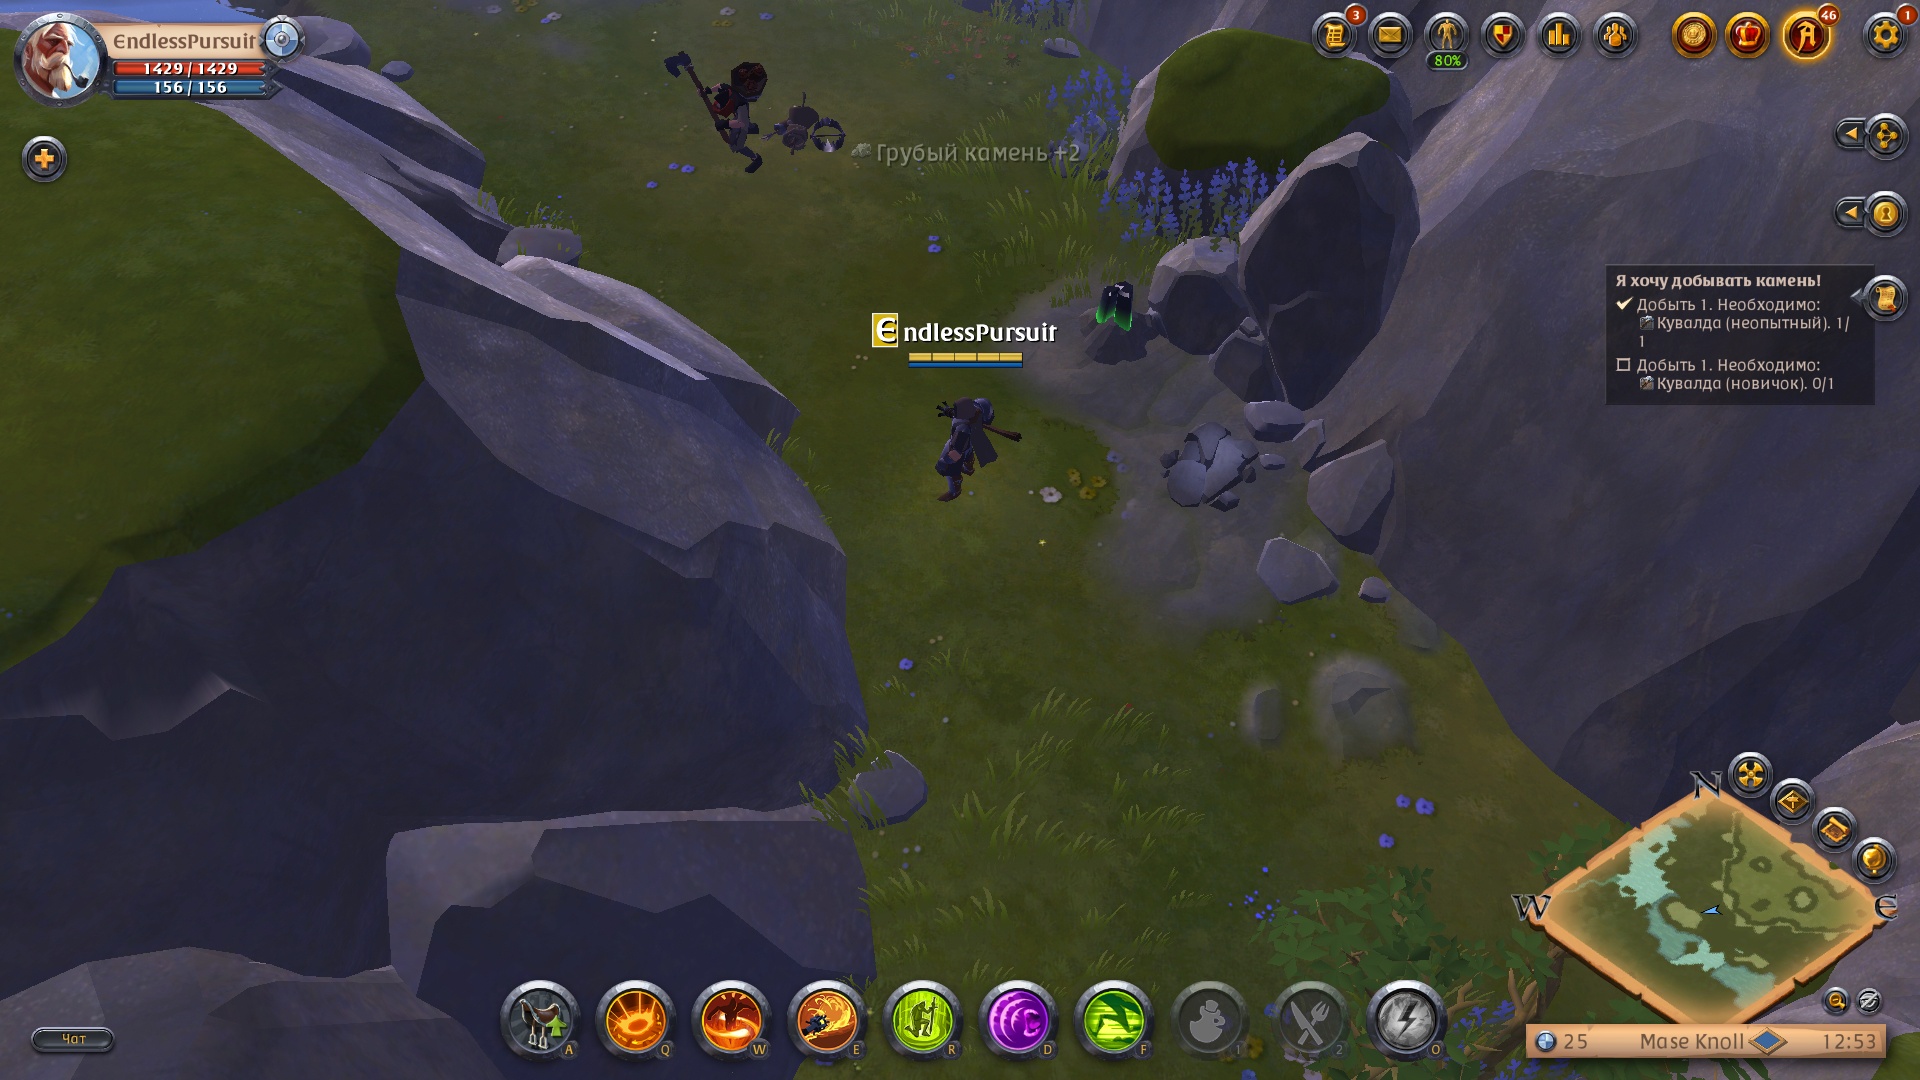 EndlessPursuit
1429 / 1429
156 / 156
3
80%
46
1
Грубый камень +2
EndlessPursuit
Я хочу добывать камень!
Добыть 1. Необходимо:
Кувалда (неопытный). 1/
1
Добыть 1. Необходимо:
Кувалда (новичок). 0/1
N
W
E
Чат
A
Q
W
E
R
D
F
1
2
O
25
Mase Knoll
12:53